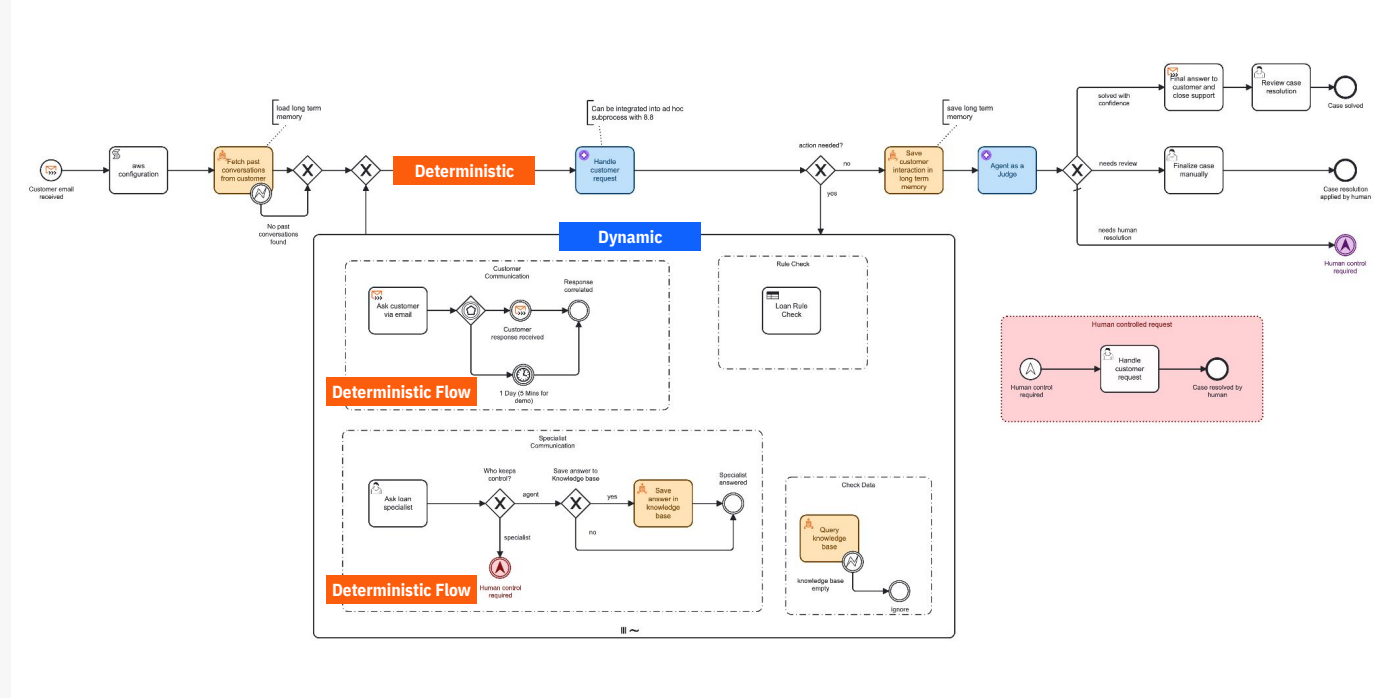 load long term
memory
Can be integrated into ad hoc
subprocess with 8.8
save long term
memory
Final answer to
customer and
close support
Review case
resolution
solved with
confidence
Case solved
Customer email
received
aws
configuration
Fetch past
conversations
from customer
No past
conversations
found
X
X
Deterministic
Handle
customer
request
action needed?
X
no
yes
Save
customer
interaction in
long term
memory
Agent as a
Judge
X
needs review
Finalize case
manually
Case resolution
applied by human
needs human
resolution
Human control
required
Dynamic
Customer
Communication
Ask customer
via email
Customer
response received
Response
correlated
1 Day (5 Mins for
demo)
Deterministic Flow
Rule Check
Loan Rule
Check
Human controlled request
Human control
required
Handle
customer
request
Case resolved by
human
Specialist
Communication
Ask loan
specialist
Who keeps
control?
X
agent
specialist
Human control
required
Save answer to
Knowledge base
X
yes
no
Save
answer in
knowledge
base
Specialist
answered
Deterministic Flow
Check Data
Query
knowledge
base
knowledge base
empty
ignore